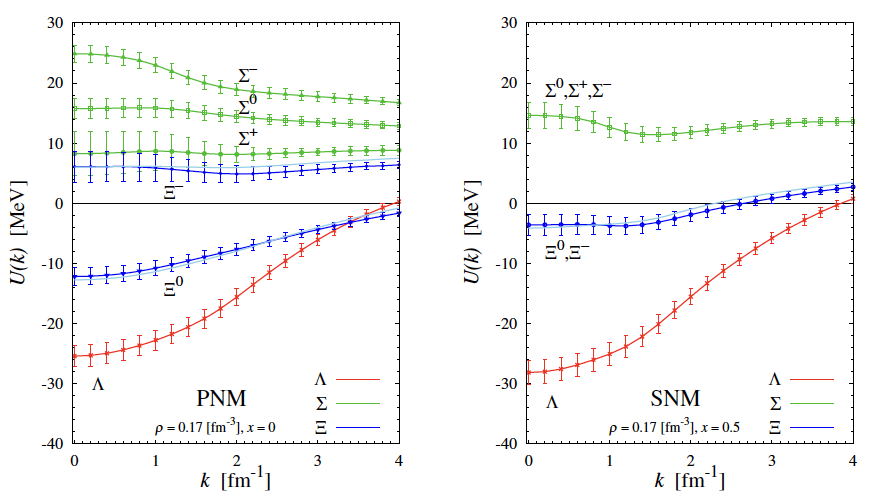 U(k) [MeV]
30
20
10
0
-10
-20
-30
-40
Σ⁻
Σ⁰
Σ⁺
Ξ⁻
Ξ⁰
Λ
PNM
ρ = 0.17 [fm⁻³], x = 0
Λ
Σ
Ξ
0 1 2 3 4
k [fm⁻¹]
U(k) [MeV]
30
20
10
0
-10
-20
-30
-40
Σ⁰,Σ⁺,Σ⁻
Ξ⁰,Ξ⁻
Λ
SNM
ρ = 0.17 [fm⁻³], x = 0.5
Λ
Σ
Ξ
0 1 2 3 4
k [fm⁻¹]